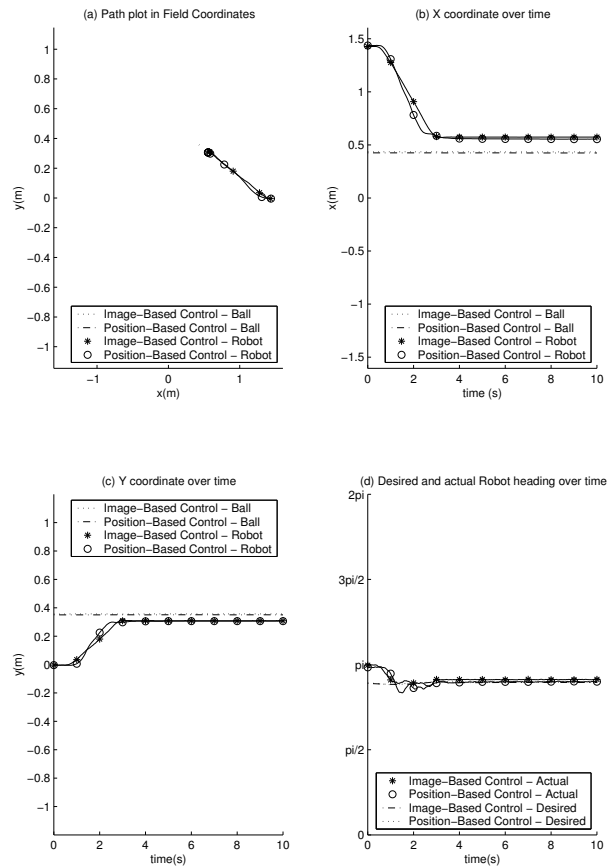 (a) Path plot in Field Coordinates
1
0.8
0.6
0.4
0.2
0
−0.2
−0.4
−0.6
−0.8
−1
y(m)
Image−Based Control − Ball
Position−Based Control − Ball
Image−Based Control − Robot
Position−Based Control − Robot
−1 0 1
x(m)
(b) X coordinate over time
1.5
1
0.5
0
−0.5
−1
−1.5
x(m)
Image−Based Control − Ball
Position−Based Control − Ball
Image−Based Control − Robot
Position−Based Control − Robot
0 2 4 6 8 10
time (s)
(c) Y coordinate over time
Image−Based Control − Ball
Position−Based Control − Ball
Image−Based Control − Robot
Position−Based Control − Robot
1
0.8
0.6
0.4
0.2
0
−0.2
−0.4
−0.6
−0.8
−1
y(m)
0 2 4 6 8 10
time(s)
(d) Desired and actual Robot heading over time
2pi
3pi/2
pi
pi/2
0
Image−Based Control − Actual
Position−Based Control − Actual
Image−Based Control − Desired
Position−Based Control − Desired
0 2 4 6 8 10
time(s)